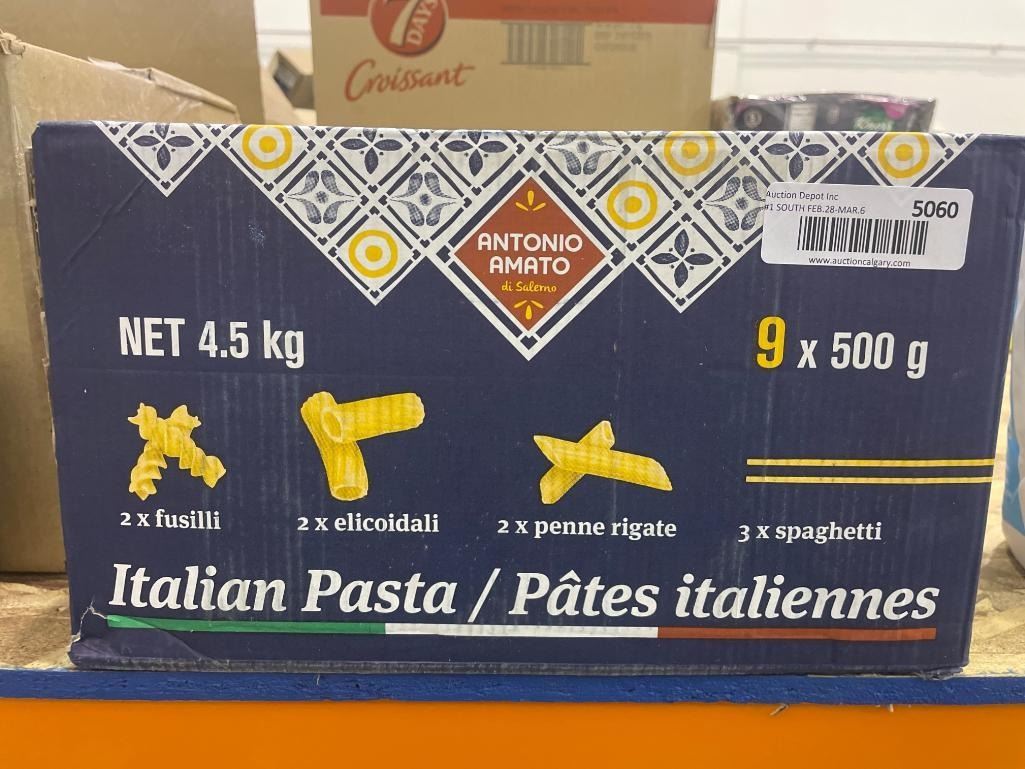 7
DAYS
Croissant
Auction Depot Inc
#1 SOUTH FEB.28-MAR.6
5060
www.auctioncalgary.com
ANTONIO
AMATO
di Salerno
NET 4.5 kg
9 x 500 g
2 x fusilli
2 x elicoidali
2 x penne rigate
3 x spaghetti
Italian Pasta / Pâtes italiennes